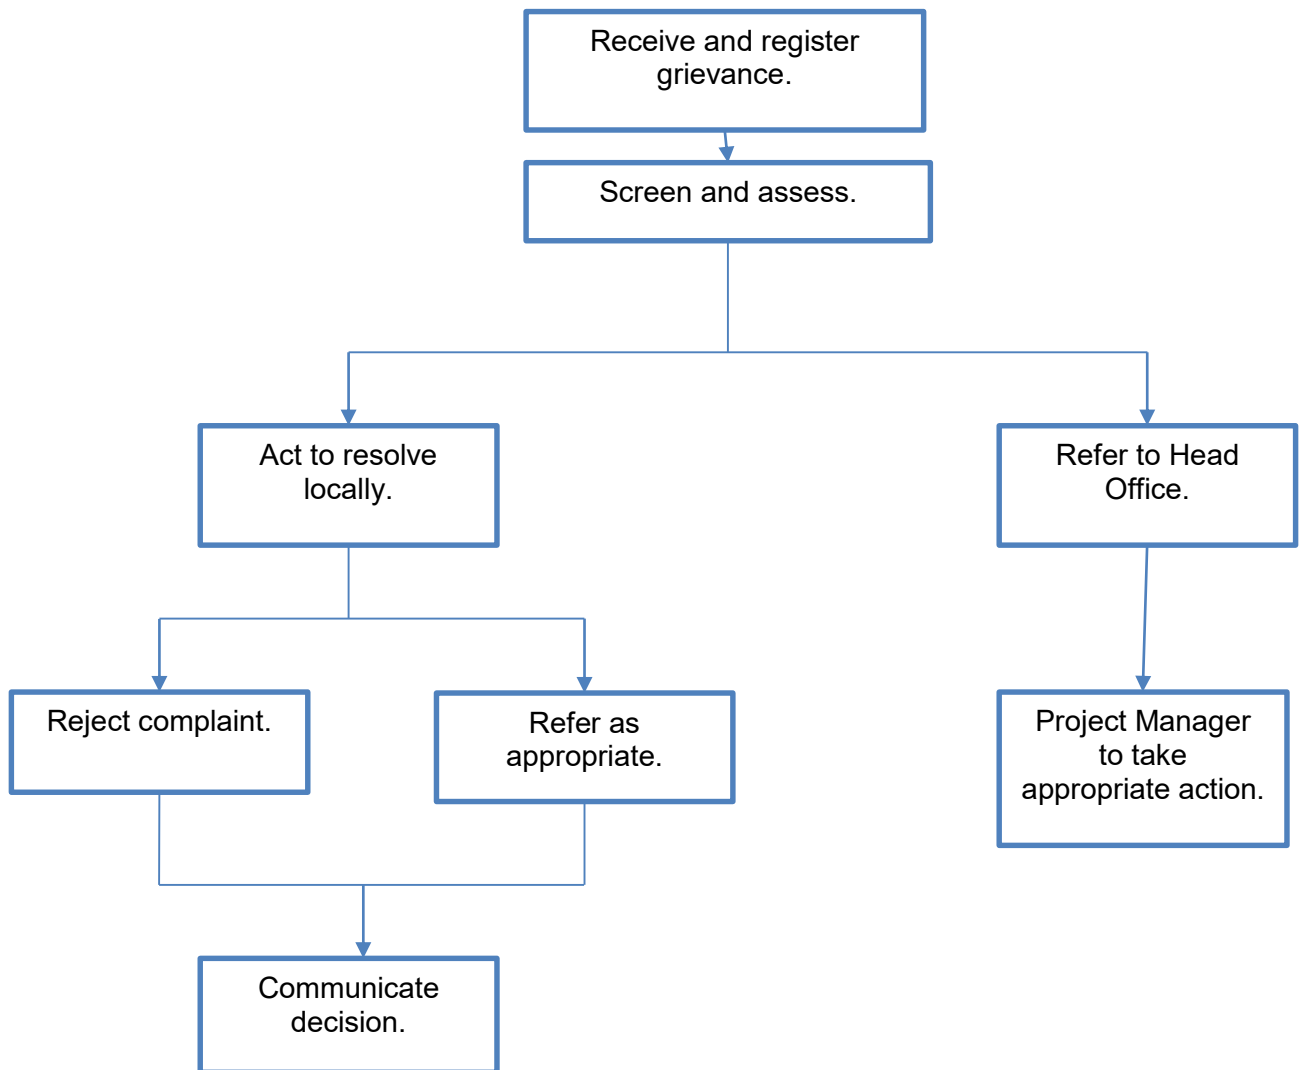 Receive and register
grievance.
Screen and assess.
Act to resolve
locally.
Refer to Head
Office.
Reject complaint.
Refer as
appropriate.
Project Manager
to take
appropriate action.
Communicate
decision.